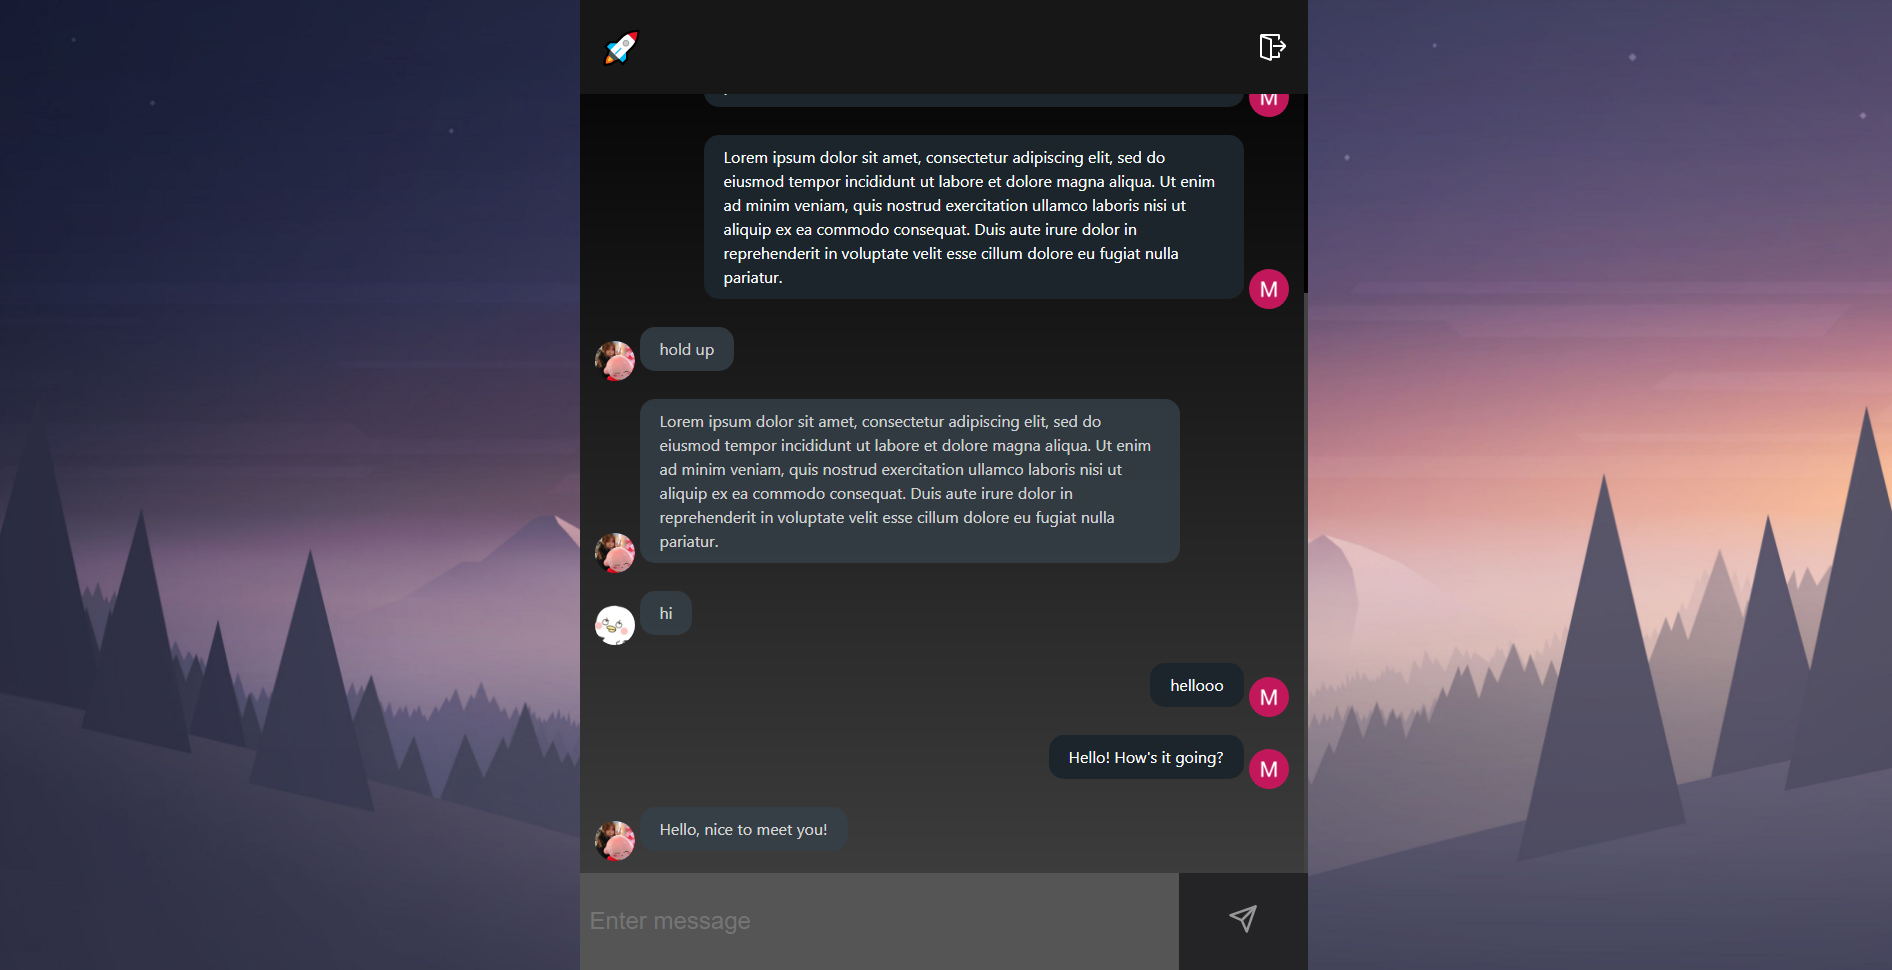 M
Lorem ipsum dolor sit amet, consectetur adipiscing elit, sed do
eiusmod tempor incididunt ut labore et dolore magna aliqua. Ut enim
ad minim veniam, quis nostrud exercitation ullamco laboris nisi ut
aliquip ex ea commodo consequat. Duis aute irure dolor in
reprehenderit in voluptate velit esse cillum dolore eu fugiat nulla
pariatur.
M
hold up
Lorem ipsum dolor sit amet, consectetur adipiscing elit, sed do
eiusmod tempor incididunt ut labore et dolore magna aliqua. Ut enim
ad minim veniam, quis nostrud exercitation ullamco laboris nisi ut
aliquip ex ea commodo consequat. Duis aute irure dolor in
reprehenderit in voluptate velit esse cillum dolore eu fugiat nulla
pariatur.
hi
hellooo
M
Hello! How's it going?
M
Hello, nice to meet you!
Enter message